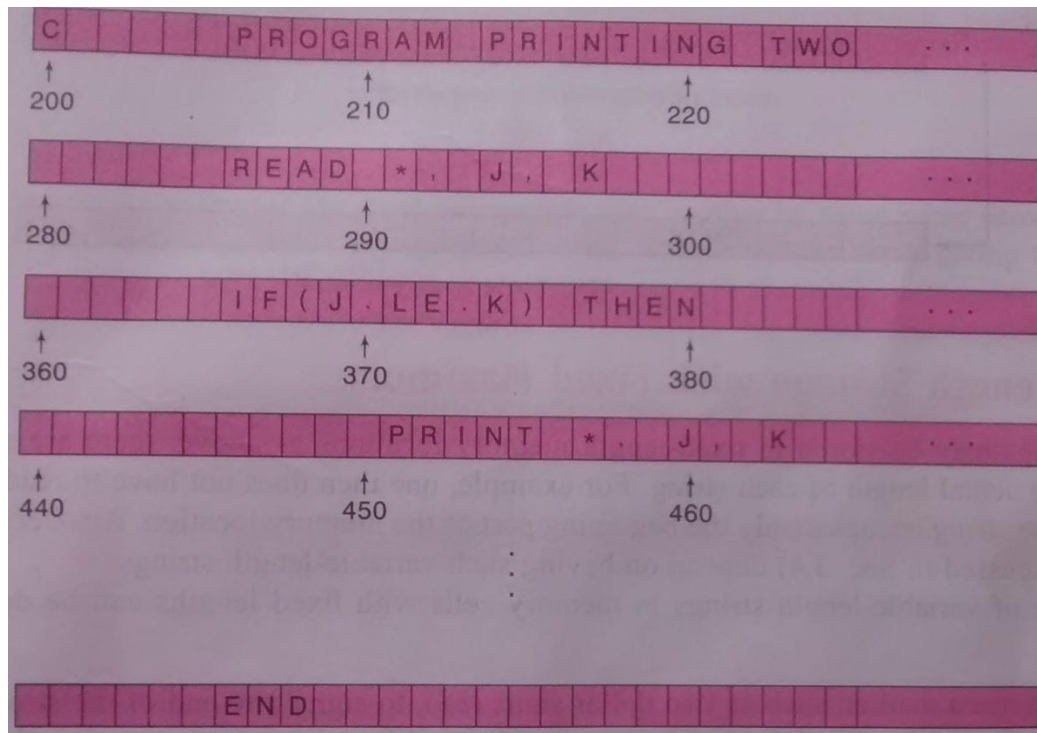 C PROGRAM PRINTING TWO ...
200 210 220
READ *, J, K ...
280 290 300
IF(J.LE.K) THEN ...
360 370 380
PRINT *. J K ...
440 450 460
END